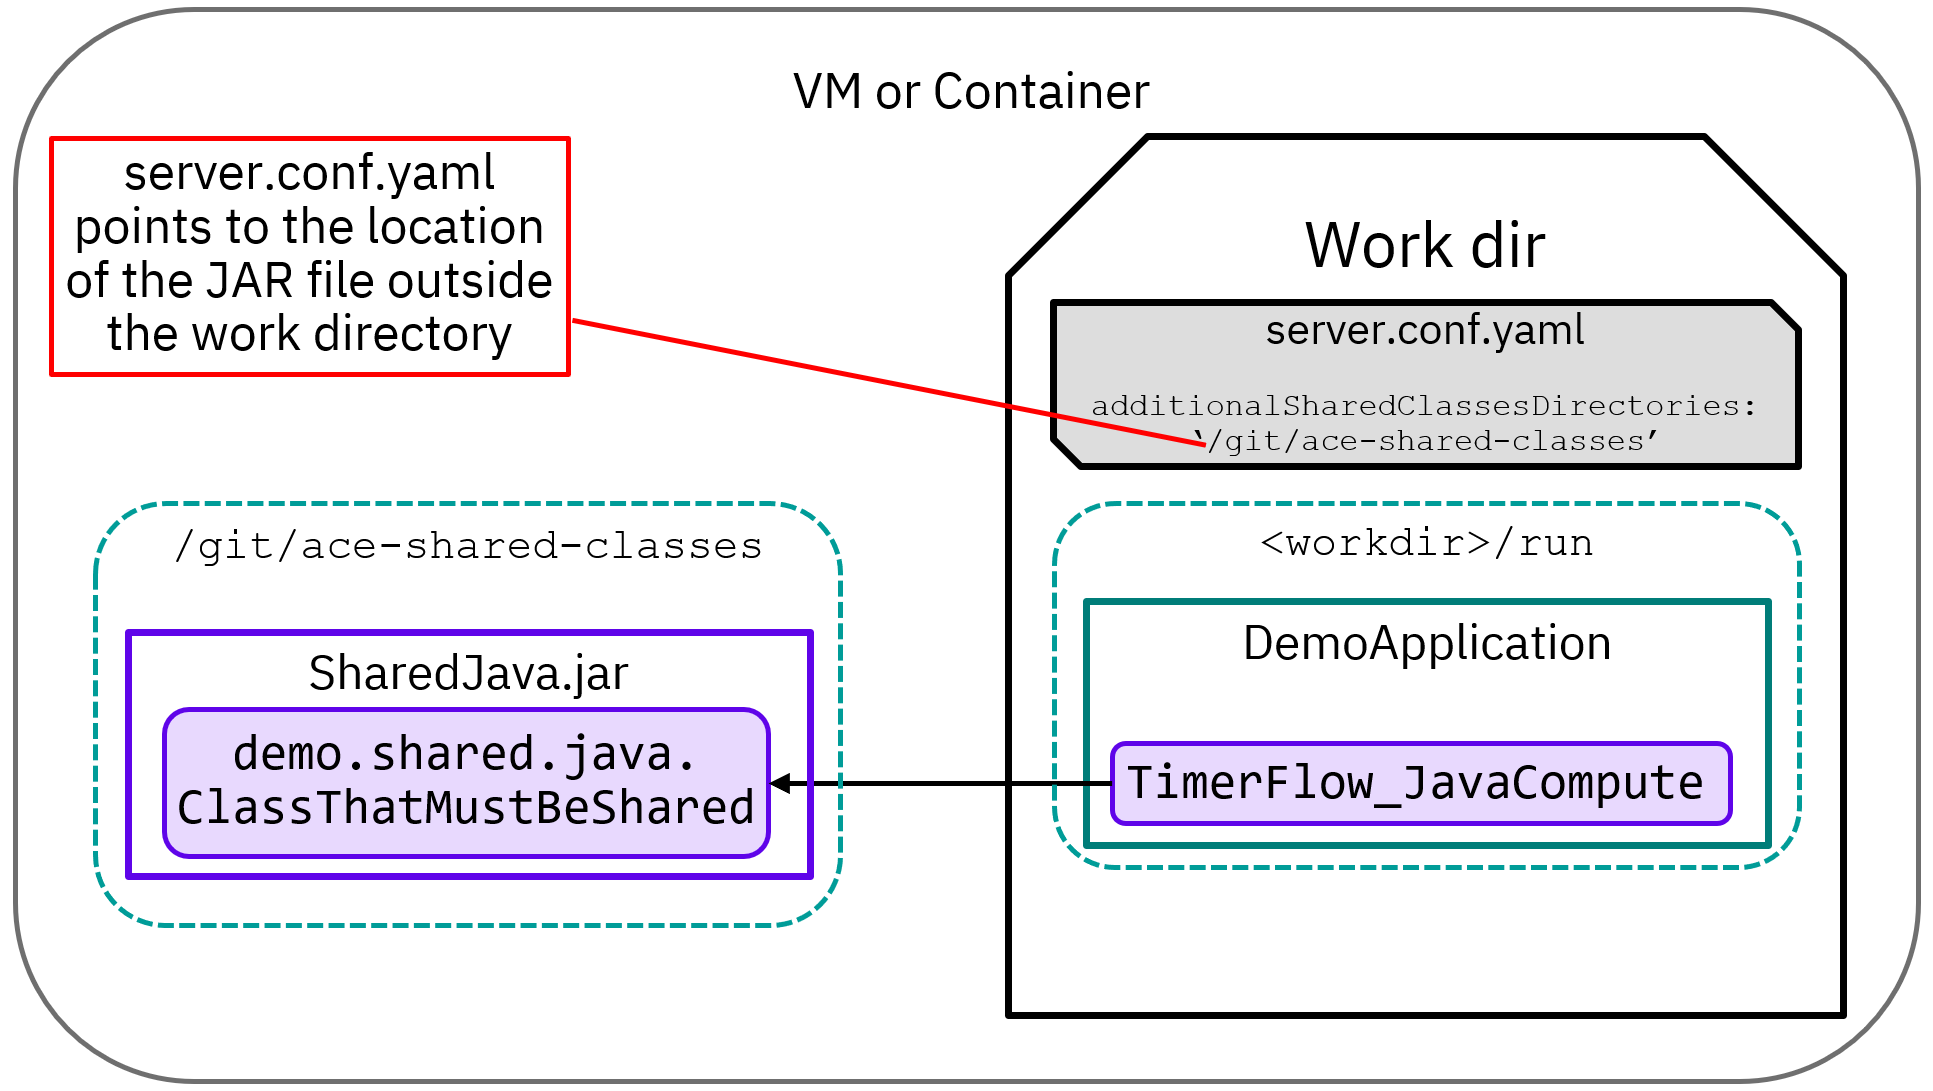 VM or Container
server.conf.yaml
points to the location
of the JAR file outside
the work directory
Work dir
server.conf.yaml
additionalSharedClassesDirectories:
‘/git/ace-shared-classes’
/git/ace-shared-classes
SharedJava.jar
demo.shared.java.
ClassThatMustBeShared
<workdir>/run
DemoApplication
TimerFlow_JavaCompute